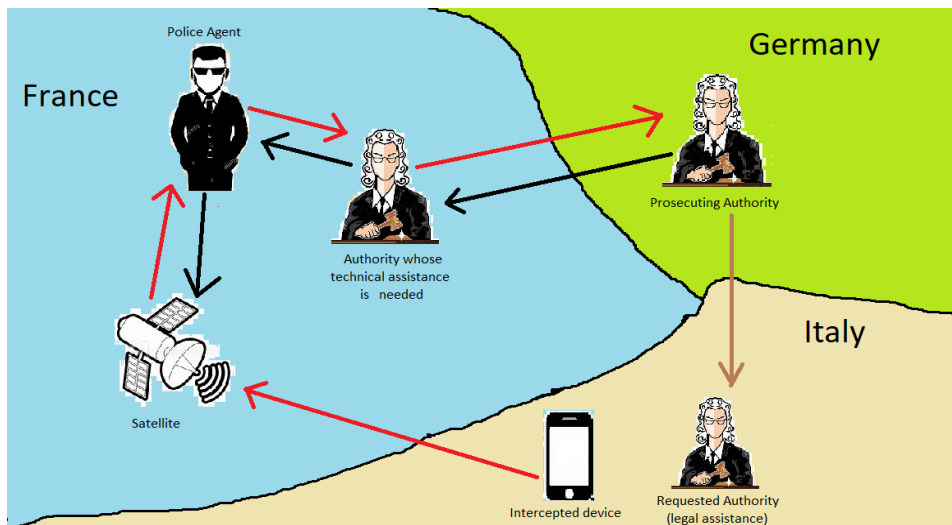 Police Agent
Germany
France
Prosecuting Authority
Authority whose
technical assistance
is needed
Italy
Satellite
Intercepted device
Requested Authority
(legal assistance)